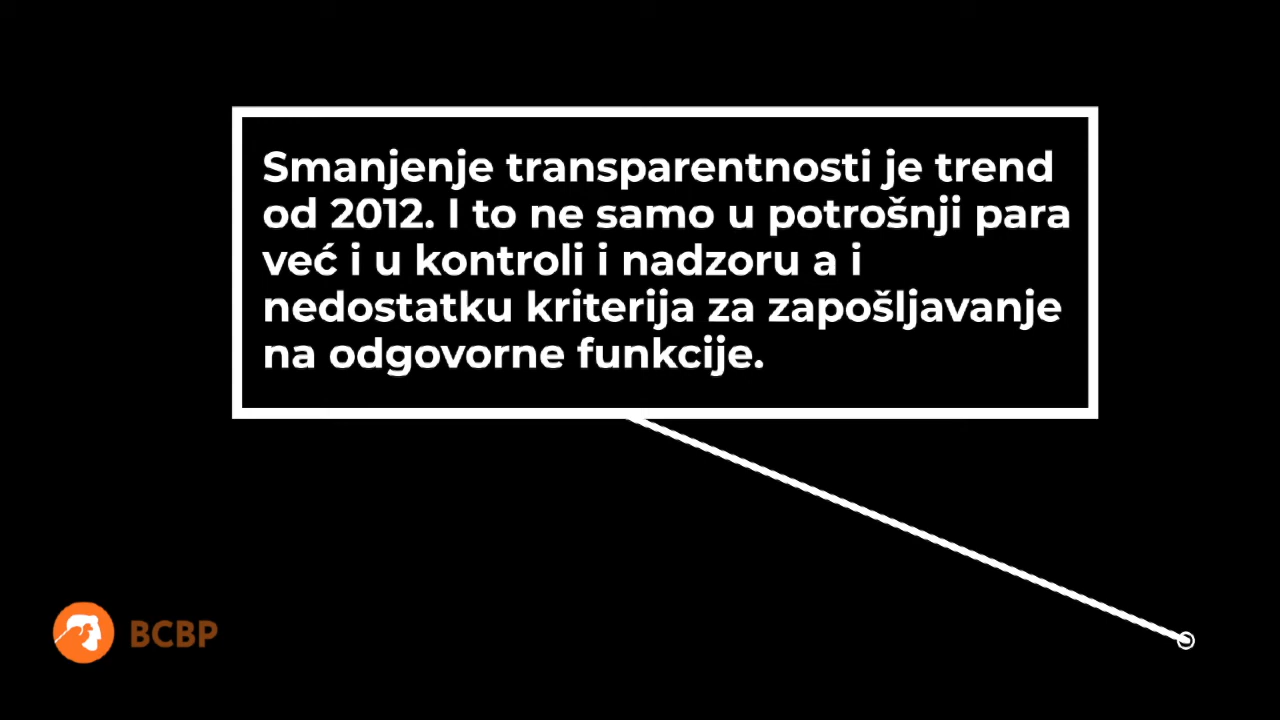 Smanjenje transparentnosti je trend
od 2012. I to ne samo u potrošnji para
već i u kontroli i nadzoru a i
nedostatku kriterija za zapošljavanje
na odgovorne funkcije.
BCBP